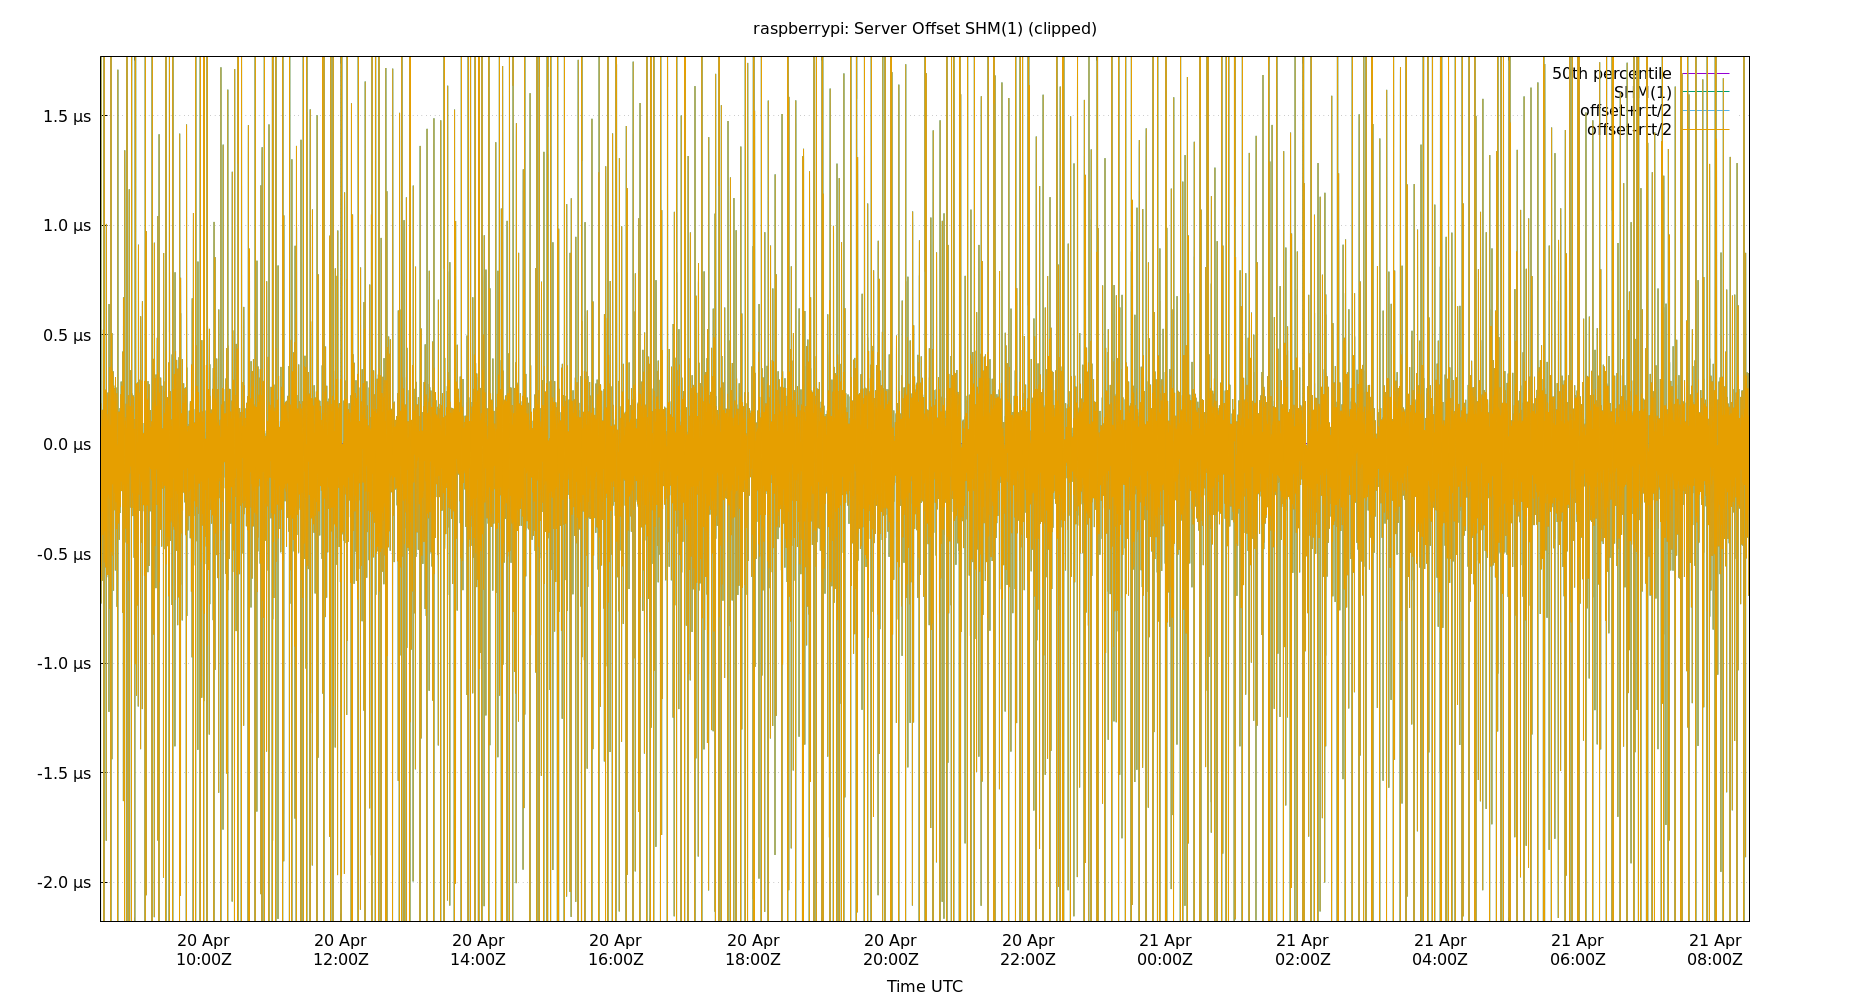 raspberrypi: Server Offset SHM(1) (clipped)
50th percentile
SHM(1)
offset+rtt/2
offset-rtt/2
1.5 µs
1.0 µs
0.5 µs
0.0 µs
-0.5 µs
-1.0 µs
-1.5 µs
-2.0 µs
20 Apr 20 Apr 20 Apr 20 Apr 20 Apr 20 Apr 20 Apr 21 Apr 21 Apr 21 Apr 21 Apr 21 Apr
10:00Z 12:00Z 14:00Z 16:00Z 18:00Z 20:00Z 22:00Z 00:00Z 02:00Z 04:00Z 06:00Z 08:00Z
Time UTC